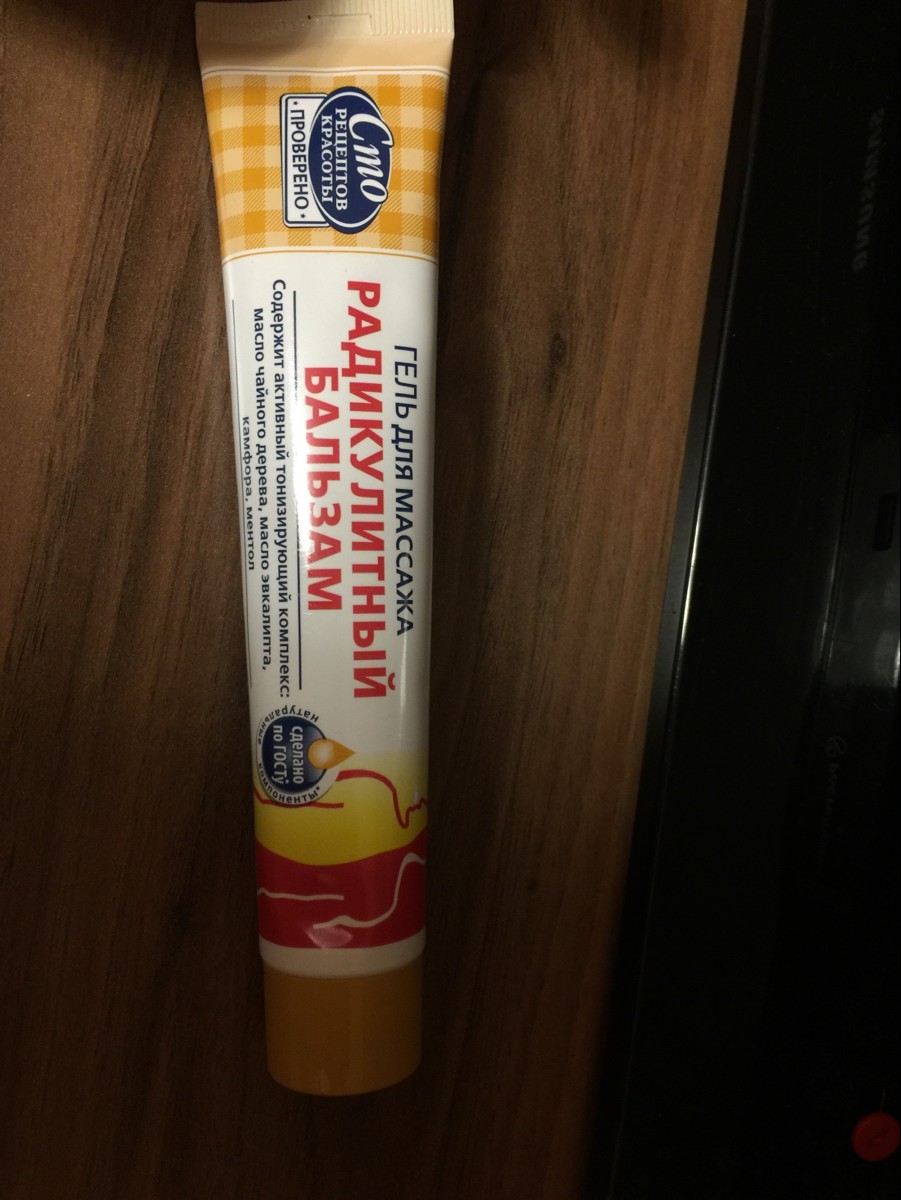 Сто
РЕЦЕПТОВ
КРАСОТЫ
•ПРОВЕРЕНО•
ГЕЛЬ ДЛЯ МАССАЖА
РАДИКУЛИТНЫЙ
БАЛЬЗАМ
Содержит активный тонизирующий комплекс:
масло чайного дерева, масло эвкалипта,
камфора, ментол
натуральные
сделано
по ГОСТу
компоненты*
SAMSUNG